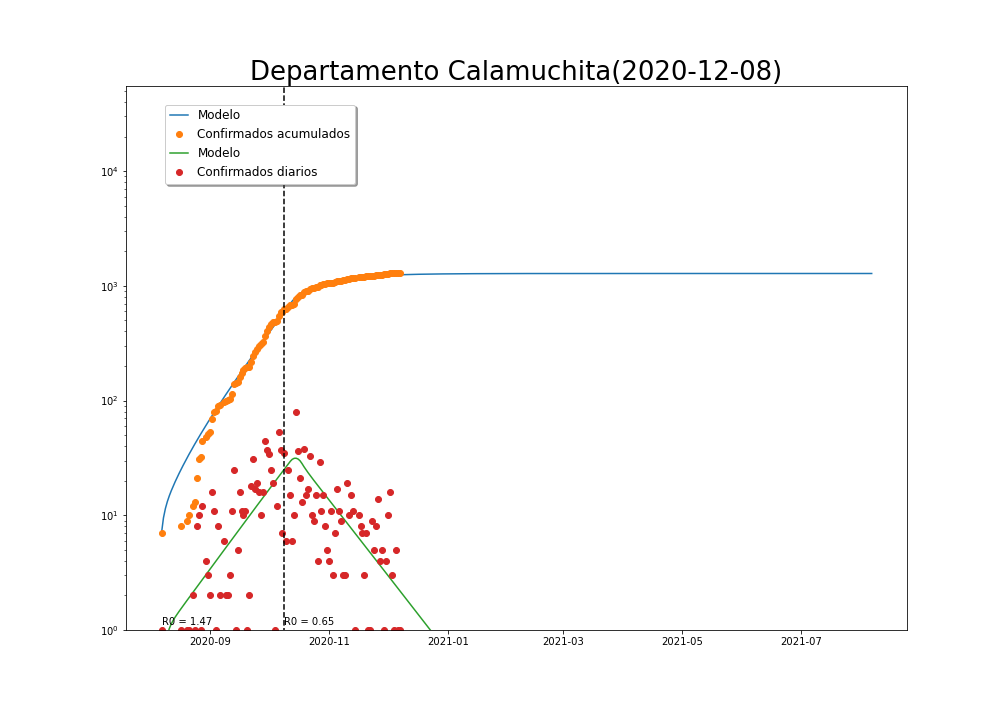 Departamento Calamuchita(2020-12-08)
Modelo
Confirmados acumulados
Modelo
Confirmados diarios
10⁴
10³
10²
10¹
10⁰
R0 = 1.47
R0 = 0.65
2020-09
2020-11
2021-01
2021-03
2021-05
2021-07